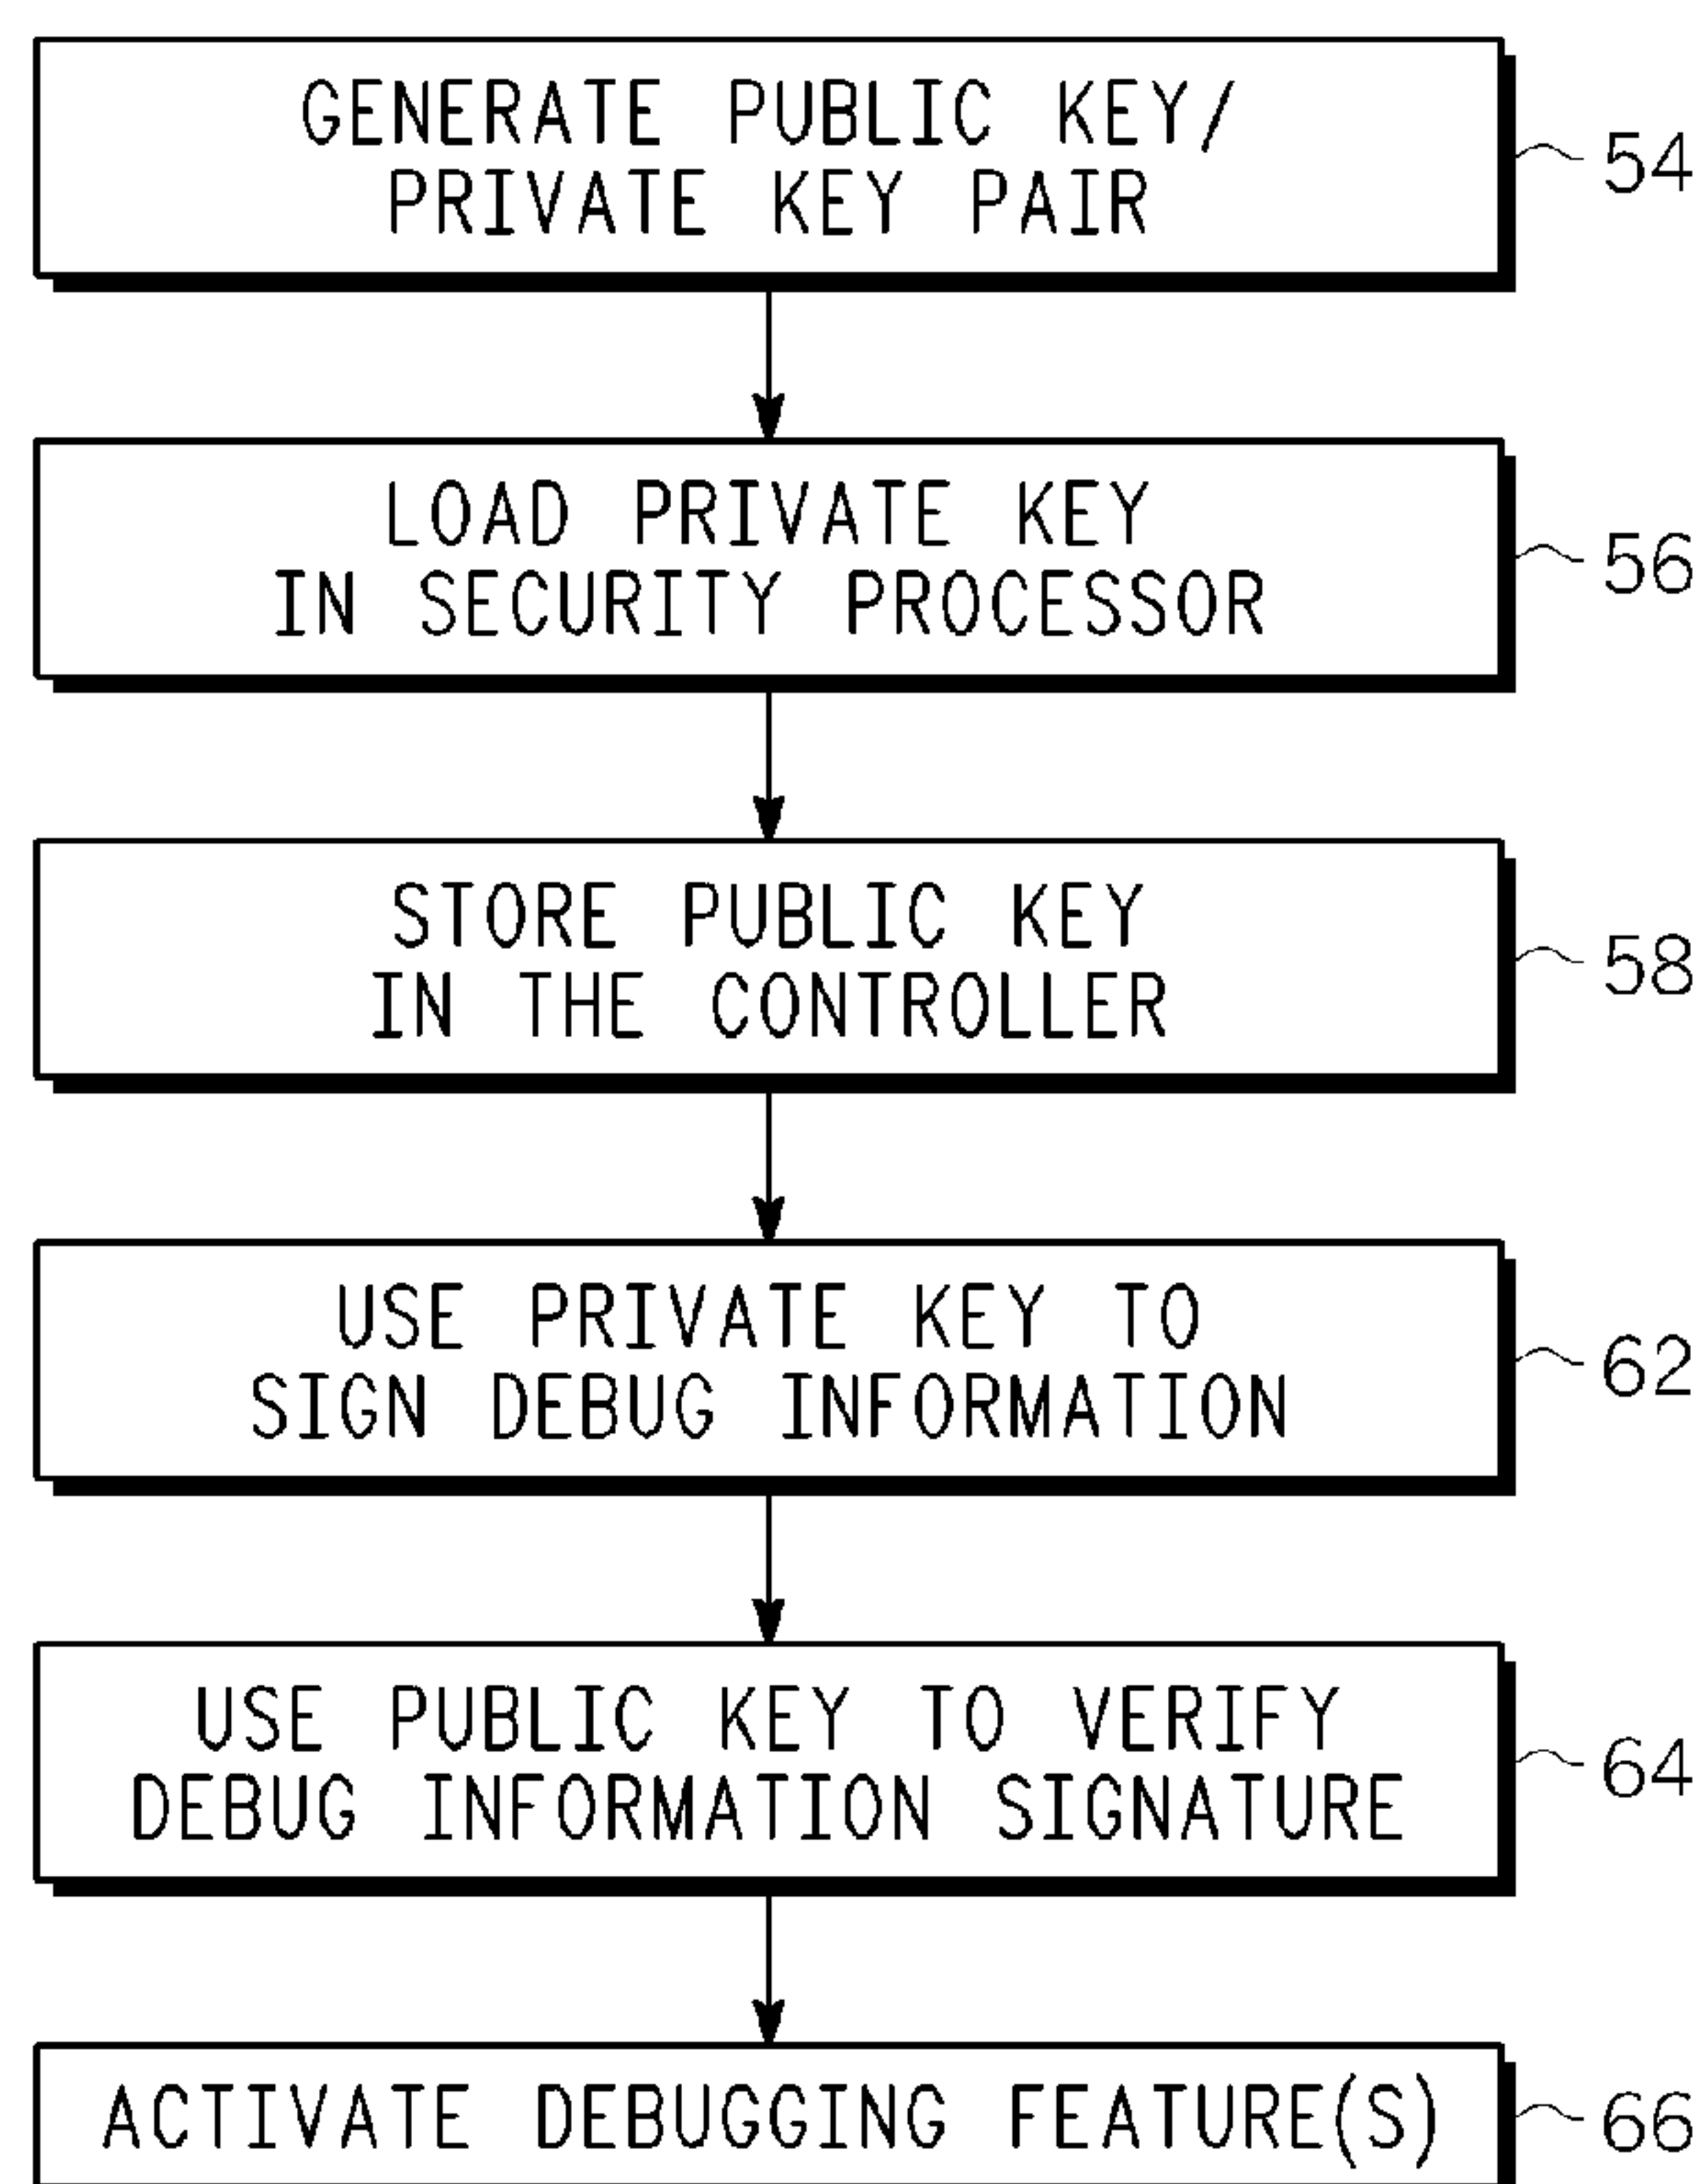 GENERATE PUBLIC KEY/
PRIVATE KEY PAIR
54
LOAD PRIVATE KEY
IN SECURITY PROCESSOR
56
STORE PUBLIC KEY
IN THE CONTROLLER
58
USE PRIVATE KEY TO
SIGN DEBUG INFORMATION
62
USE PUBLIC KEY TO VERIFY
DEBUG INFORMATION SIGNATURE
64
ACTIVATE DEBUGGING FEATURE(S)
66